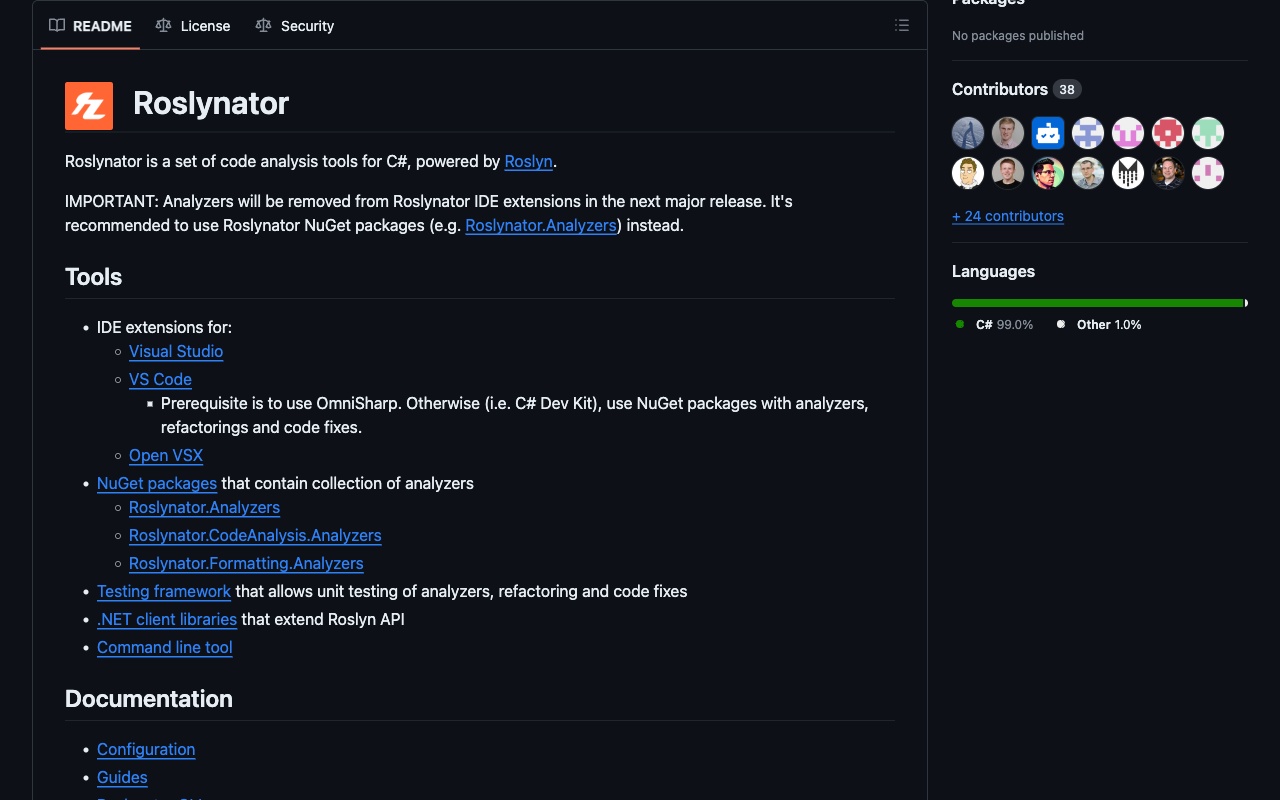 README
License
Security
Roslynator
Roslynator is a set of code analysis tools for C#, powered by Roslyn.
IMPORTANT: Analyzers will be removed from Roslynator IDE extensions in the next major release. It's
recommended to use Roslynator NuGet packages (e.g. Roslynator.Analyzers) instead.
Tools
IDE extensions for:
Visual Studio
VS Code
Prerequisite is to use OmniSharp. Otherwise (i.e. C# Dev Kit), use NuGet packages with analyzers,
refactorings and code fixes.
Open VSX
NuGet packages that contain collection of analyzers
Roslynator.Analyzers
Roslynator.CodeAnalysis.Analyzers
Roslynator.Formatting.Analyzers
Testing framework that allows unit testing of analyzers, refactoring and code fixes
.NET client libraries that extend Roslyn API
Command line tool
Documentation
Configuration
Guides
Packages
No packages published
Contributors 38
+ 24 contributors
Languages
C# 99.0% Other 1.0%